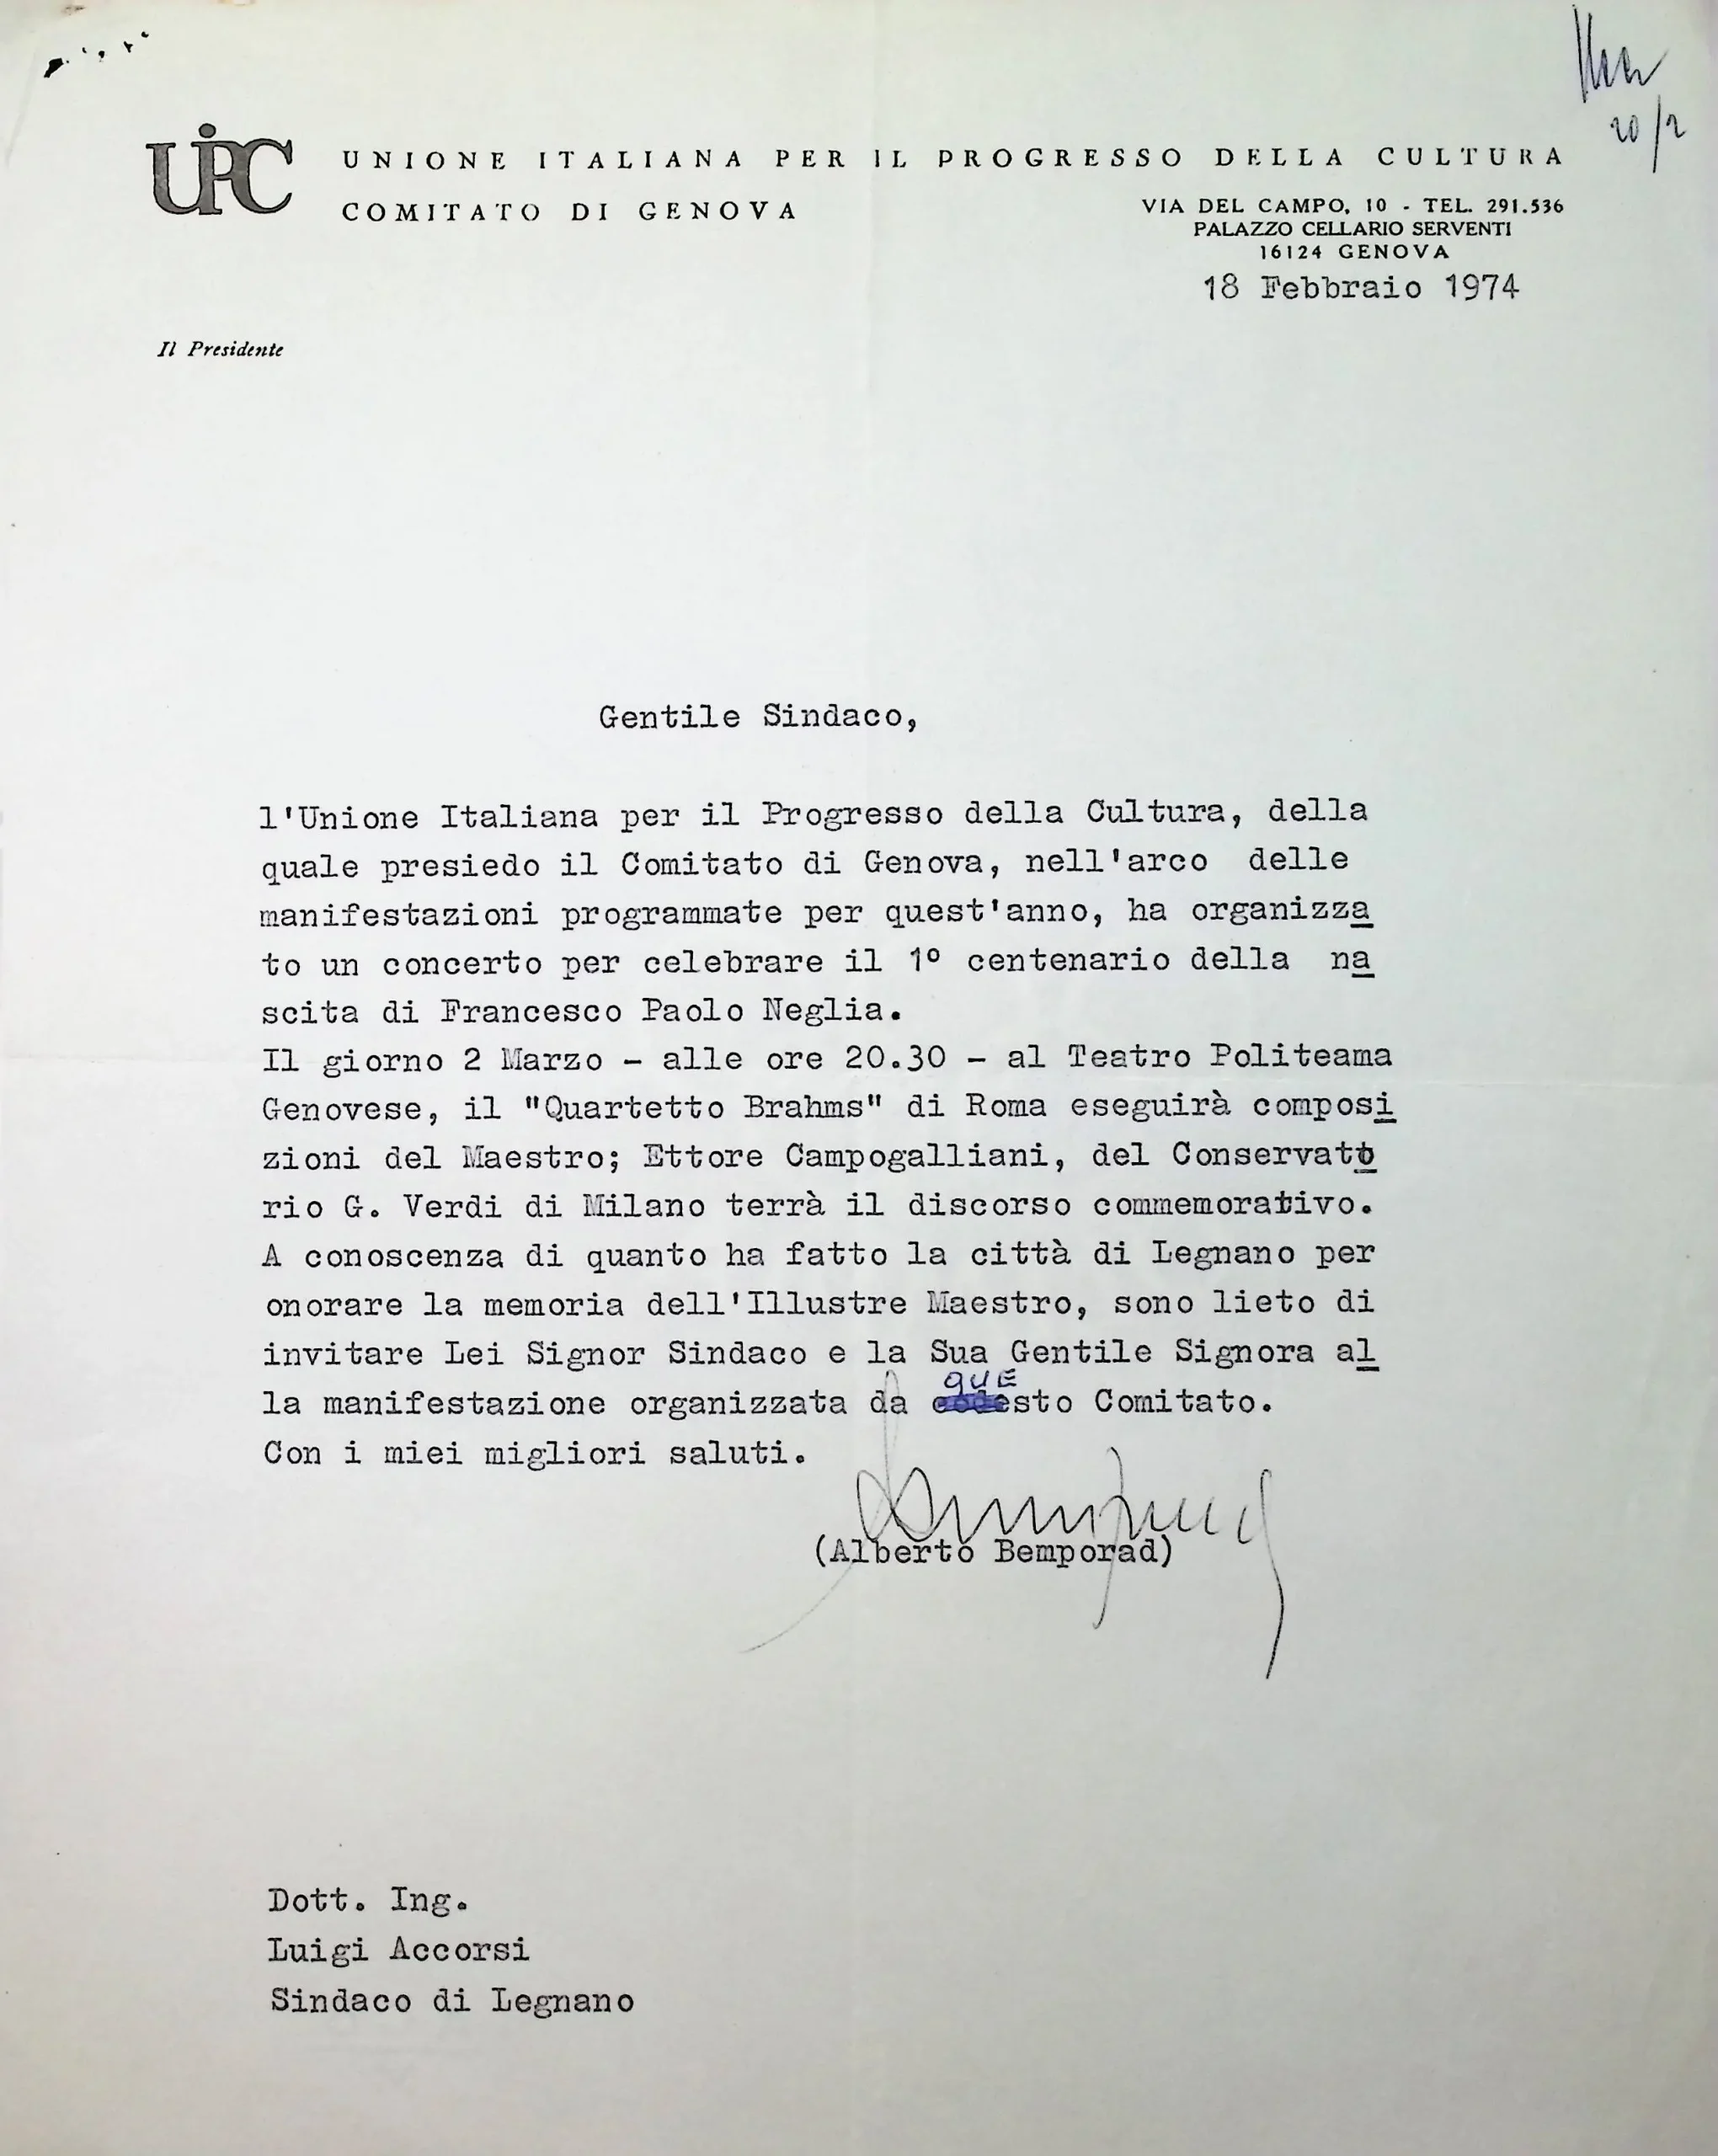 20/2
UIPC
UNIONE ITALIANA PER IL PROGRESSO DELLA CULTURA
COMITATO DI GENOVA
VIA DEL CAMPO, 10 - TEL. 291.536
PALAZZO CELLARIO SERVENTI
16124 GENOVA
18 Febbraio 1974
Il Presidente
Gentile Sindaco,
l'Unione Italiana per il Progresso della Cultura, della
quale presiedo il Comitato di Genova, nell'arco delle
manifestazioni programmate per quest'anno, ha organizza
to un concerto per celebrare il 1º centenario della na
scita di Francesco Paolo Neglia.
Il giorno 2 Marzo - alle ore 20.30 - al Teatro Politeama
Genovese, il "Quartetto Brahms" di Roma eseguirà composi
zioni del Maestro; Ettore Campogalliani, del Conservato
rio G. Verdi di Milano terrà il discorso commemorativo.
A conoscenza di quanto ha fatto la città di Legnano per
onorare la memoria dell'Illustre Maestro, sono lieto di
invitare Lei Signor Sindaco e la Sua Gentile Signora al
la manifestazione organizzata da questo Comitato.
Con i miei migliori saluti.
(Alberto Bemporad)
Dott. Ing.
Luigi Accorsi
Sindaco di Legnano